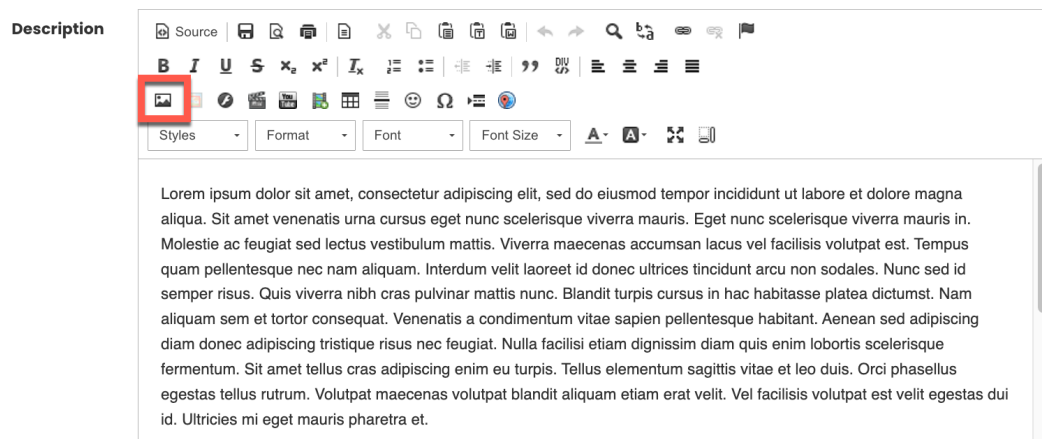 Description
Source
B I U S x₂ x² Ix
DIV
You Tube
Ω
Styles Format Font Font Size A A
Lorem ipsum dolor sit amet, consectetur adipiscing elit, sed do eiusmod tempor incididunt ut labore et dolore magna
aliqua. Sit amet venenatis urna cursus eget nunc scelerisque viverra mauris. Eget nunc scelerisque viverra mauris in.
Molestie ac feugiat sed lectus vestibulum mattis. Viverra maecenas accumsan lacus vel facilisis volutpat est. Tempus
quam pellentesque nec nam aliquam. Interdum velit laoreet id donec ultrices tincidunt arcu non sodales. Nunc sed id
semper risus. Quis viverra nibh cras pulvinar mattis nunc. Blandit turpis cursus in hac habitasse platea dictumst. Nam
aliquam sem et tortor consequat. Venenatis a condimentum vitae sapien pellentesque habitant. Aenean sed adipiscing
diam donec adipiscing tristique risus nec feugiat. Nulla facilisi etiam dignissim diam quis enim lobortis scelerisque
fermentum. Sit amet tellus cras adipiscing enim eu turpis. Tellus elementum sagittis vitae et leo duis. Orci phasellus
egestas tellus rutrum. Volutpat maecenas volutpat blandit aliquam etiam erat velit. Vel facilisis volutpat est velit egestas dui
id. Ultricies mi eget mauris pharetra et.